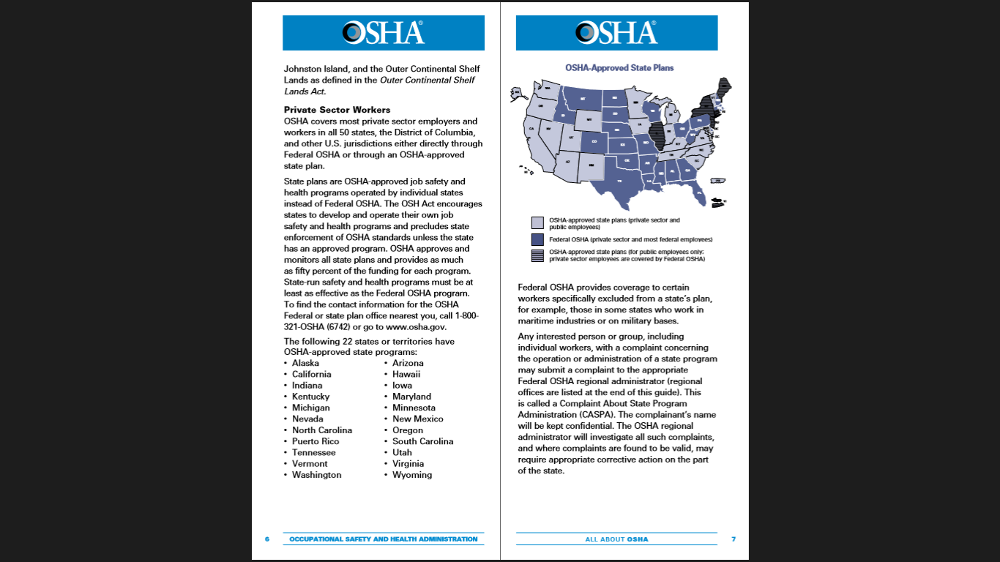 OSHA®
Johnston Island, and the Outer Continental Shelf
Lands as defined in the Outer Continental Shelf
Lands Act.
Private Sector Workers
OSHA covers most private sector employers and
workers in all 50 states, the District of Columbia,
and other U.S. jurisdictions either directly through
Federal OSHA or through an OSHA-approved
state plan.
State plans are OSHA-approved job safety and
health programs operated by individual states
instead of Federal OSHA. The OSH Act encourages
states to develop and operate their own job
safety and health programs and precludes state
enforcement of OSHA standards unless the state
has an approved program. OSHA approves and
monitors all state plans and provides as much
as fifty percent of the funding for each program.
State-run safety and health programs must be at
least as effective as the Federal OSHA program.
To find the contact information for the OSHA
Federal or state plan office nearest you, call 1-800-
321-OSHA (6742) or go to www.osha.gov.
The following 22 states or territories have
OSHA-approved state programs:
• Alaska • Arizona
• California • Hawaii
• Indiana • Iowa
• Kentucky • Maryland
• Michigan • Minnesota
• Nevada • New Mexico
• North Carolina • Oregon
• Puerto Rico • South Carolina
• Tennessee • Utah
• Vermont • Virginia
• Washington • Wyoming
6 OCCUPATIONAL SAFETY AND HEALTH ADMINISTRATION
OSHA®
OSHA-Approved State Plans
WA
OR
CA
NV
UT
AZ
WY
CO
TX
OSHA-approved state plans (private sector and
public employees)
Federal OSHA (private sector and most federal employees)
OSHA-approved state plans (for public employees only;
private sector employees are covered by Federal OSHA)
Federal OSHA provides coverage to certain
workers specifically excluded from a state's plan,
for example, those in some states who work in
maritime industries or on military bases.
Any interested person or group, including
individual workers, with a complaint concerning
the operation or administration of a state program
may submit a complaint to the appropriate
Federal OSHA regional administrator (regional
offices are listed at the end of this guide). This
is called a Complaint About State Program
Administration (CASPA). The complainant's name
will be kept confidential. The OSHA regional
administrator will investigate all such complaints,
and where complaints are found to be valid, may
require appropriate corrective action on the part
of the state.
ALL ABOUT OSHA 7